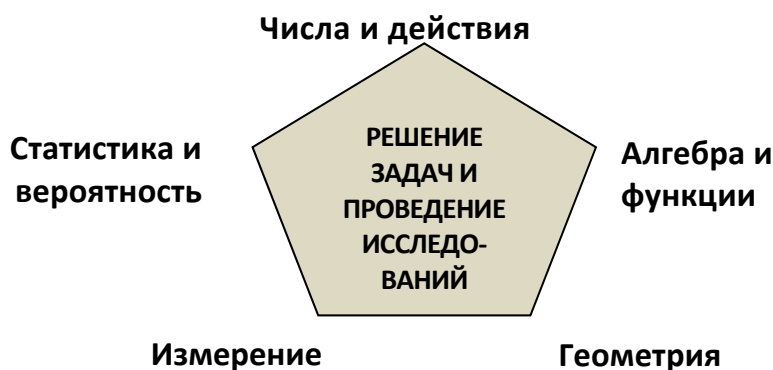 Числа и действия
Статистика и
вероятность
РЕШЕНИЕ
ЗАДАЧ И
ПРОВЕДЕНИЕ
ИССЛЕДО-
ВАНИЙ
Алгебра и
функции
Измерение
Геометрия